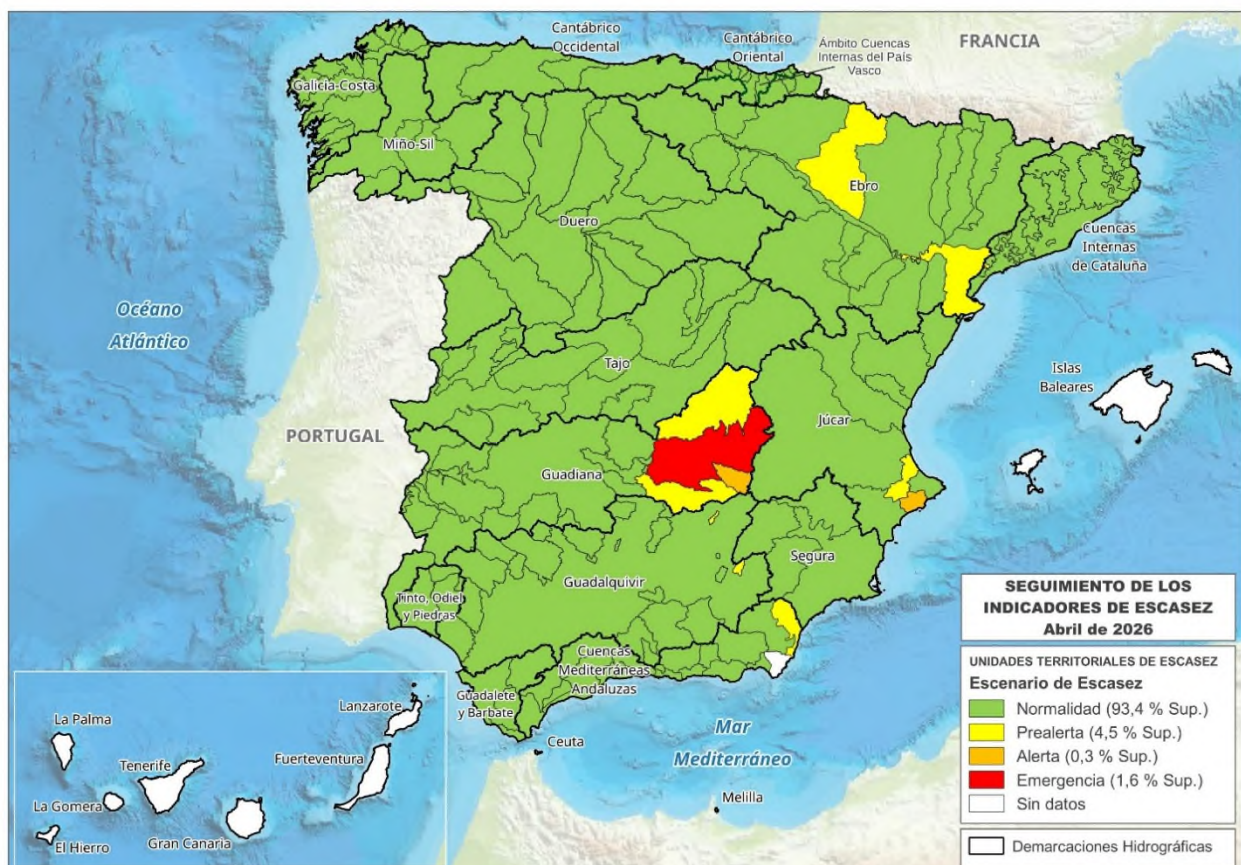 Cantábrico
Occidental
Cantábrico
Oriental
Ámbito Cuencas
Internas del País
Vasco
FRANCIA
Galicia-Costa
Miño-Sil
Ebro
Duero
Cuencas
Internas
de Cataluña
Océano
Atlántico
Tajo
Islas
Baleares
PORTUGAL
Júcar
Guadiana
Segura
Guadalquivir
Tinto, Odiel
y Piedras
Cuencas
Mediterráneas
Andaluzas
Guadalete
y Barbate
Ceuta
Mar
Mediterráneo
Melilla
La Palma
Lanzarote
Tenerife
Fuerteventura
La Gomera
El Hierro
Gran Canaria
SEGUIMIENTO DE LOS
INDICADORES DE ESCASEZ
Abril de 2026
UNIDADES TERRITORIALES DE ESCASEZ
Escenario de Escasez
Normalidad (93,4 % Sup.)
Prealerta (4,5 % Sup.)
Alerta (0,3 % Sup.)
Emergencia (1,6 % Sup.)
Sin datos
Demarcaciones Hidrográficas